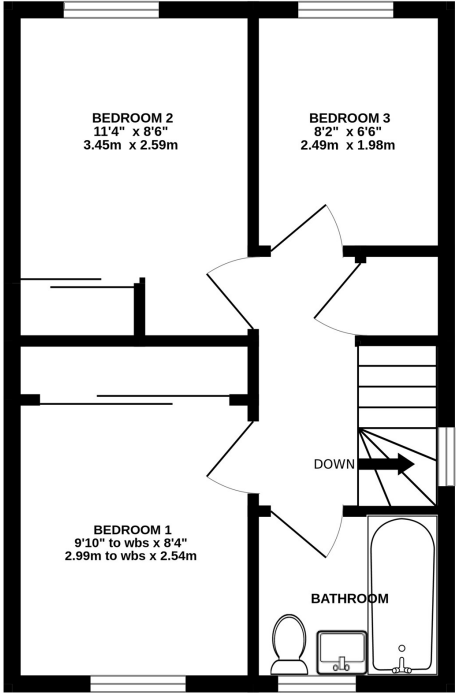 BEDROOM 2
11'4" x 8'6"
3.45m x 2.59m
BEDROOM 3
8'2" x 6'6"
2.49m x 1.98m
DOWN
BEDROOM 1
9'10" to wbs x 8'4"
2.99m to wbs x 2.54m
BATHROOM